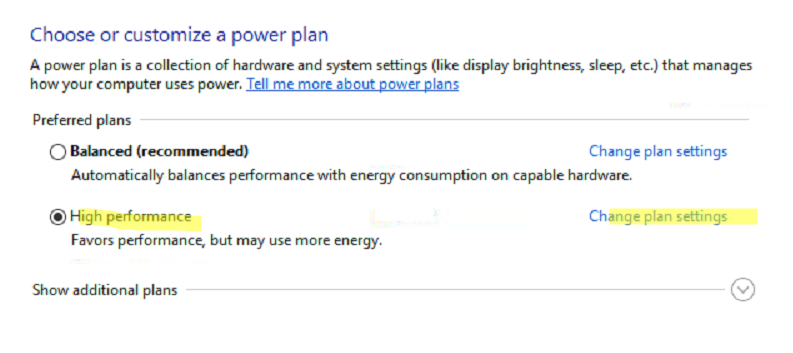 Choose or customize a power plan
A power plan is a collection of hardware and system settings (like display brightness, sleep, etc.) that manages
how your computer uses power. Tell me more about power plans
Preferred plans
Balanced (recommended) Change plan settings
Automatically balances performance with energy consumption on capable hardware.
High performance Change plan settings
Favors performance, but may use more energy.
Show additional plans